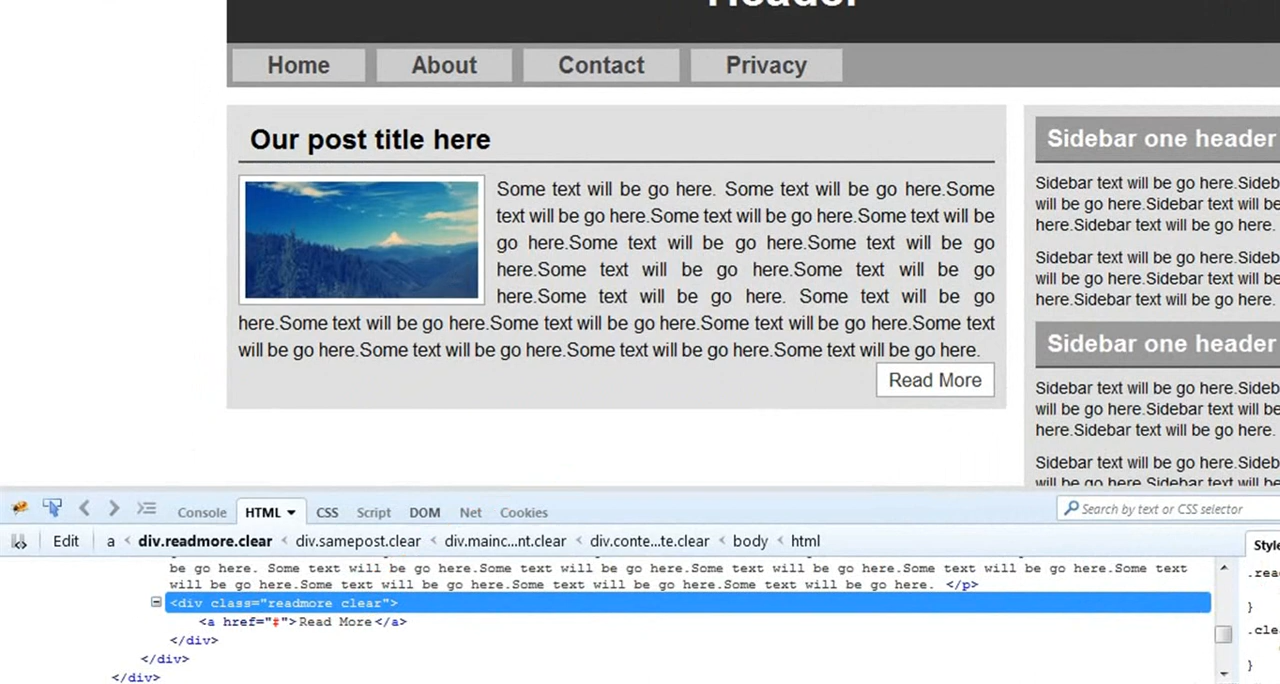 Header
Home About Contact Privacy
Our post title here
Some text will be go here. Some text will be go here.Some
text will be go here.Some text will be go here.Some text will be
go here.Some text will be go here.Some text will be go
here.Some text will be go here.Some text will be go
here.Some text will be go here. Some text will be go
here.Some text will be go here.Some text will be go here.Some text will be go here.Some text
will be go here.Some text will be go here.Some text will be go here.Some text will be go here.
Read More
Sidebar one header
Sidebar text will be go here.Sideb
will be go here.Sidebar text will be
here.Sidebar text will be go here.
Sidebar text will be go here.Sideb
will be go here.Sidebar text will be
here.Sidebar text will be go here.
Sidebar one header
Sidebar text will be go here.Sideb
will be go here.Sidebar text will be
here.Sidebar text will be go here.
Sidebar text will be go here.Sideb
will be go here.Sidebar text will be
Console HTML CSS Script DOM Net Cookies
Search by text or CSS selector
Edit a < div.readmore.clear < div.samepost.clear < div.mainc...nt.clear < div.conte...te.clear < body < html
Style
be go here. Some text will be go here.Some text will be go here.Some text will be go here.Some text
will be go here.Some text will be go here.Some text will be go here.Some text will be go here. </p>
<div class="readmore clear">
<a href="#">Read More</a>
</div>
</div>
</div>
.rea
}
.cle
}